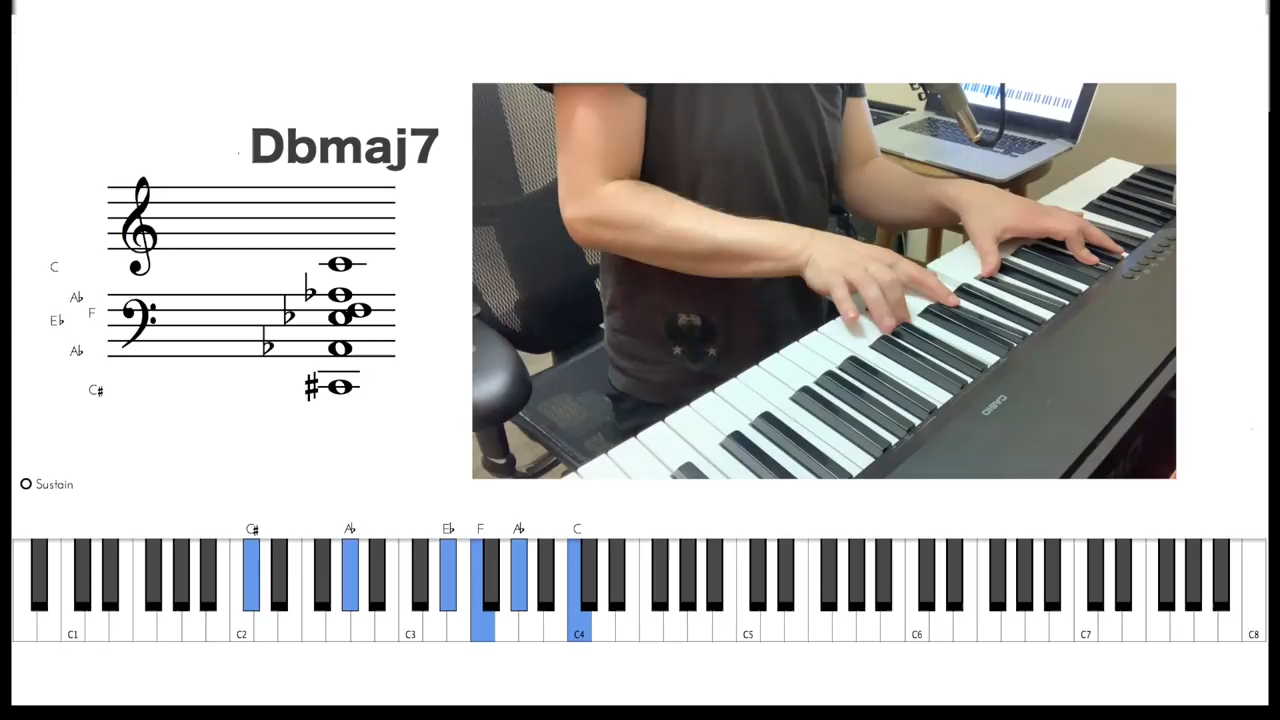 Dbmaj7
C
Ab
F
Eb
Ab
C#
CASIO
Sustain
C# Ab Eb F Ab C
C1 C2 C3 C4 C5 C6 C7 C8